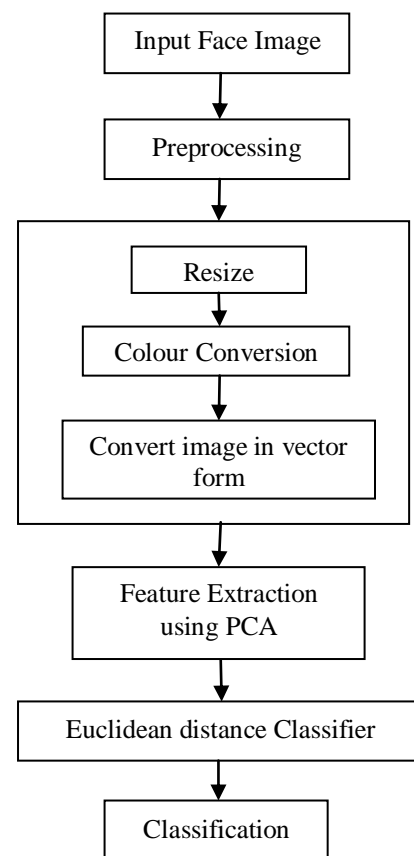 Input Face Image
Preprocessing
Resize
Colour Conversion
Convert image in vector
form
Feature Extraction
using PCA
Euclidean distance Classifier
Classification